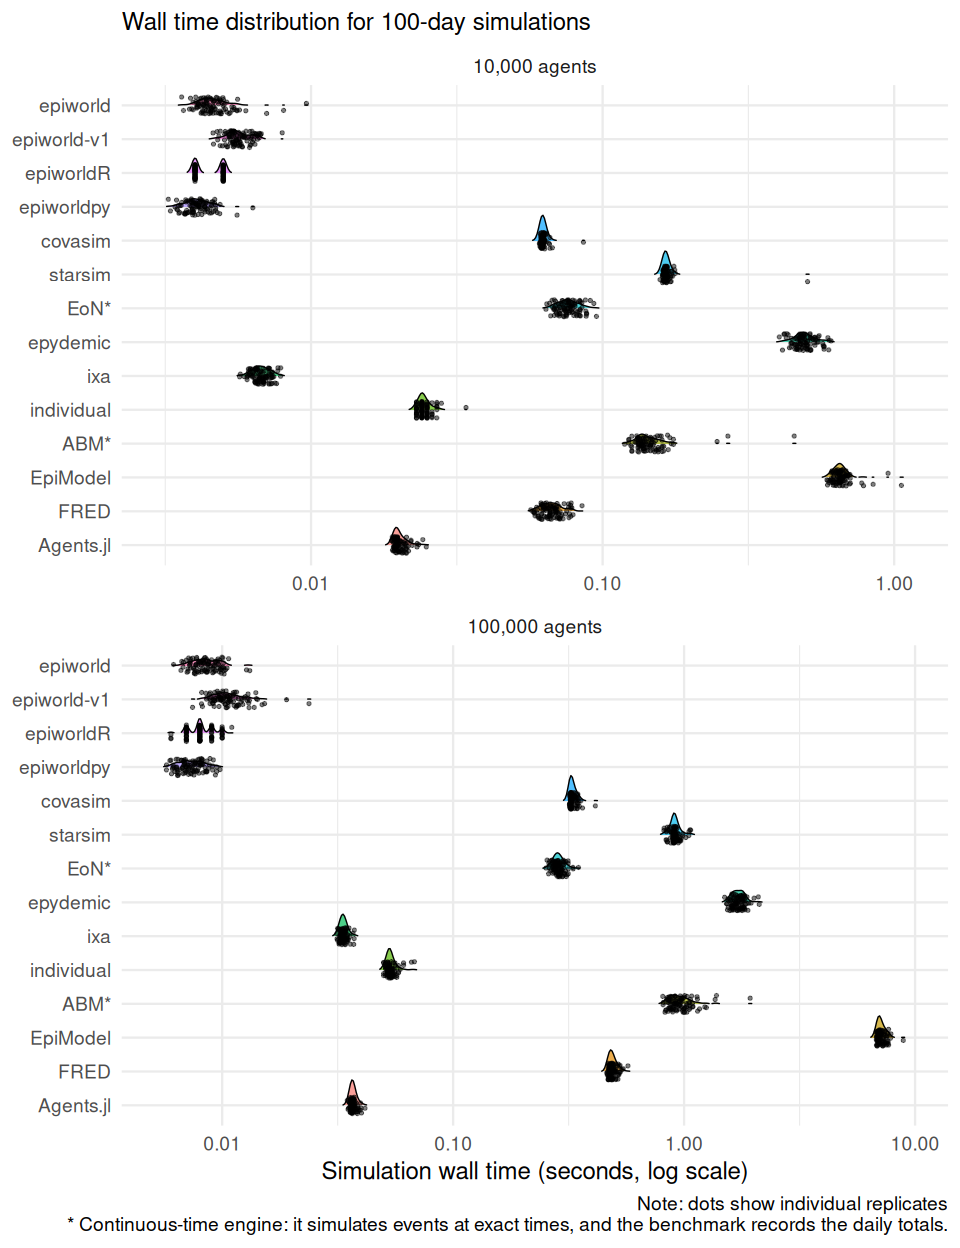 Wall time distribution for 100-day simulations
10,000 agents
epiworld
epiworld-v1
epiworldR
epiworldpy
covasim
starsim
EoN*
epydemic
ixa
individual
ABM*
EpiModel
FRED
Agents.jl
0.01 0.10 1.00
100,000 agents
epiworld
epiworld-v1
epiworldR
epiworldpy
covasim
starsim
EoN*
epydemic
ixa
individual
ABM*
EpiModel
FRED
Agents.jl
0.01 0.10 1.00 10.00
Simulation wall time (seconds, log scale)
Note: dots show individual replicates
* Continuous-time engine: it simulates events at exact times, and the benchmark records the daily totals.